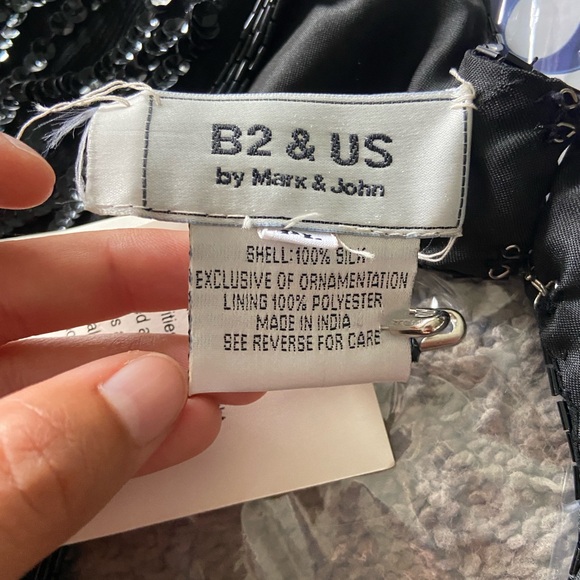 B2 & US
by Mark & John
SHELL:100% SILK
EXCLUSIVE OF ORNAMENTATION
LINING 100% POLYESTER
MADE IN INDIA
SEE REVERSE FOR CARE